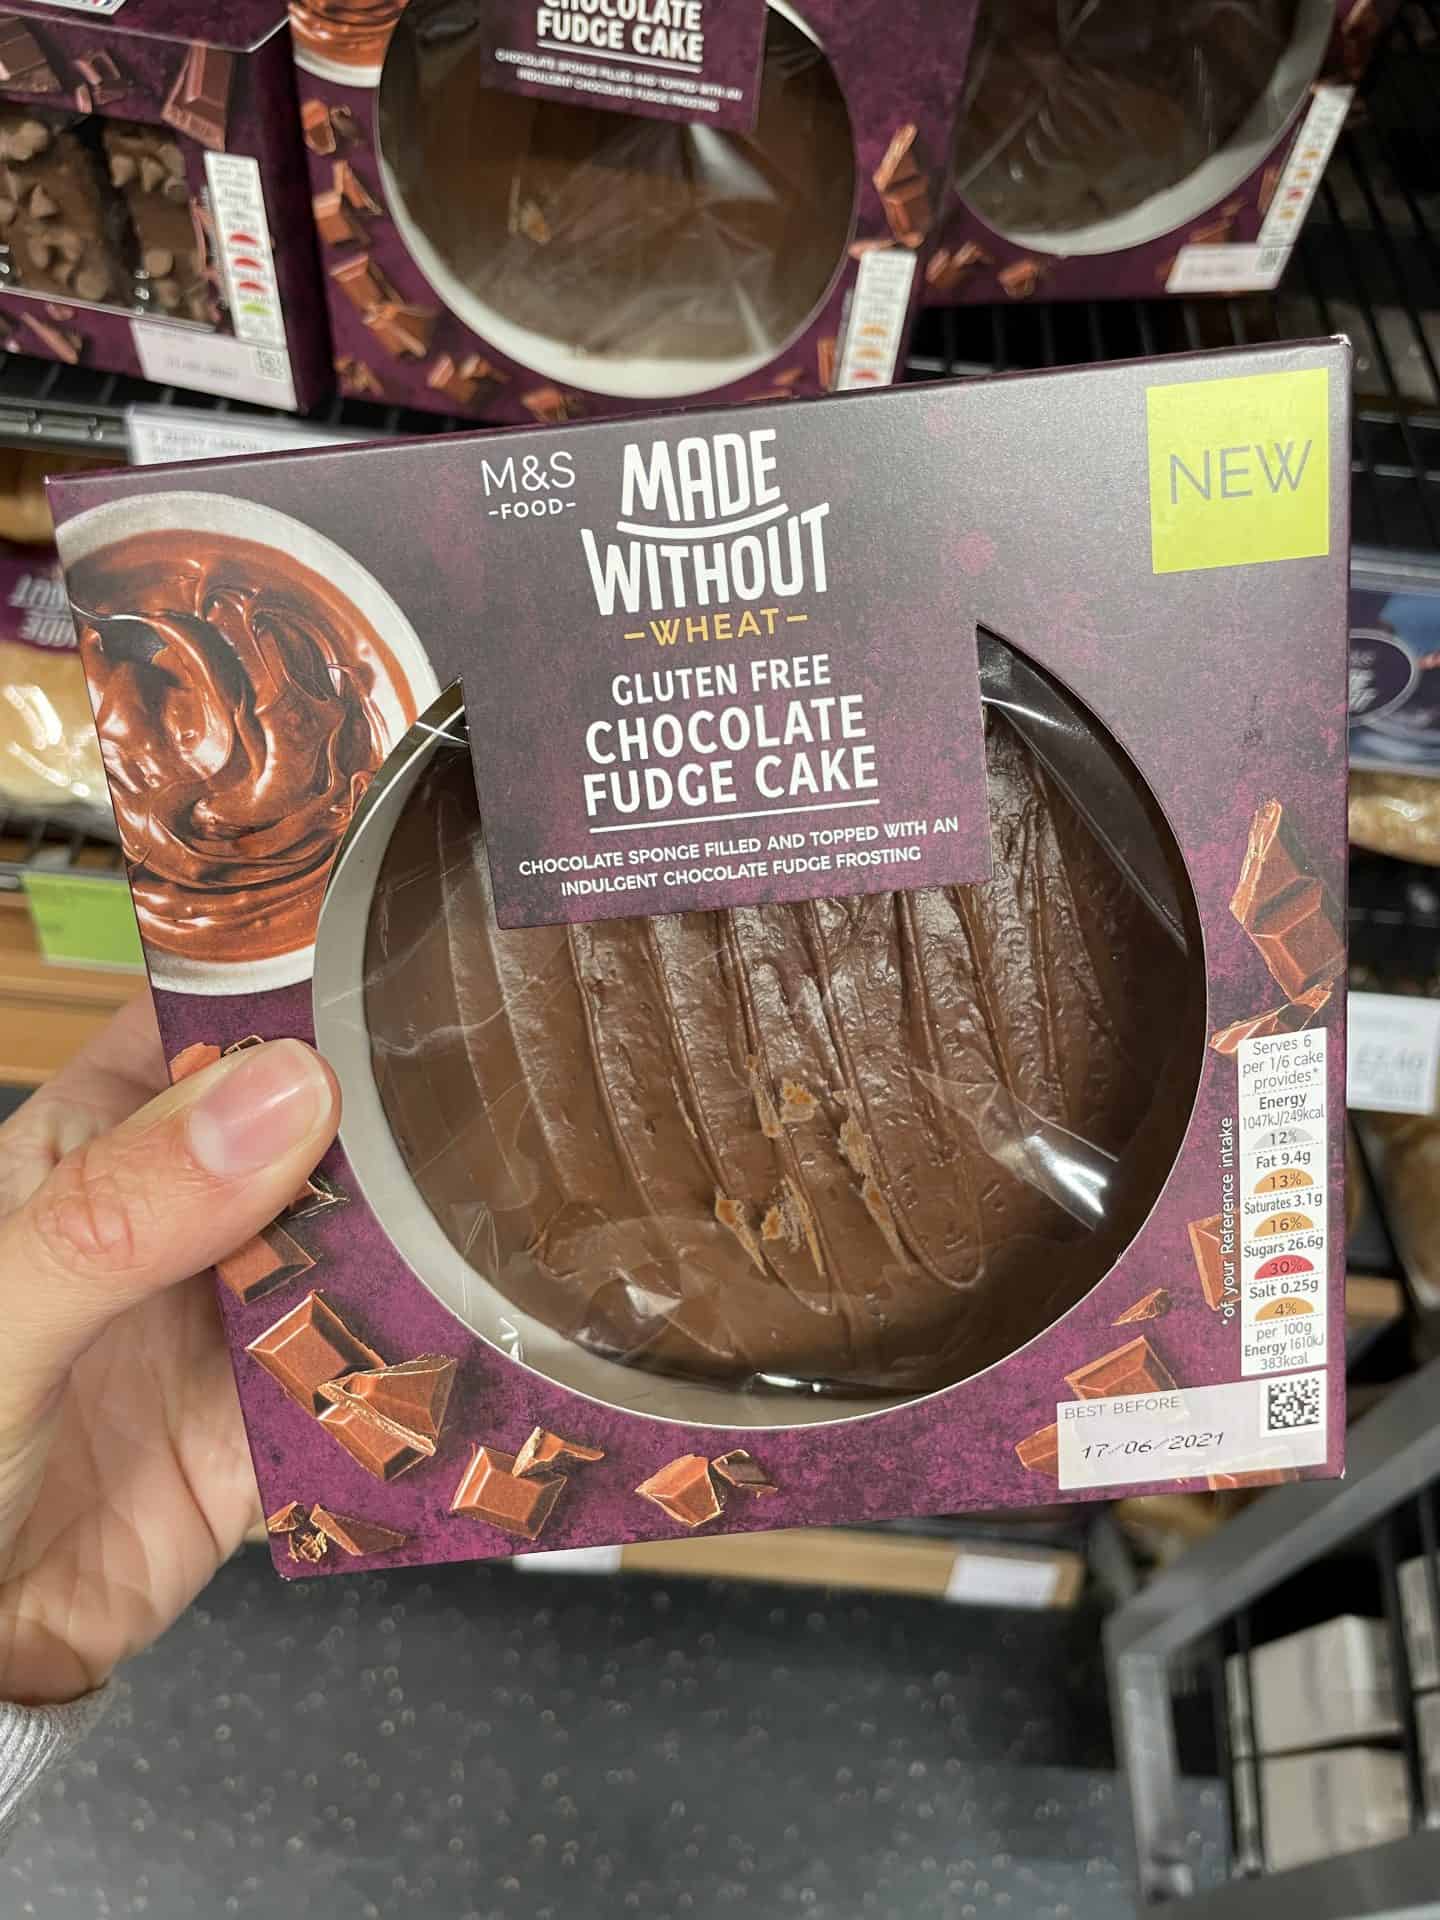 CHOCOLATE
FUDGE CAKE
CHOCOLATE SPONGE FILLED AND TOPPED WITH AN
INDULGENT CHOCOLATE FUDGE FROSTING
M&S
-FOOD-
MADE
WITHOUT
-WHEAT-
GLUTEN FREE
CHOCOLATE
FUDGE CAKE
CHOCOLATE SPONGE FILLED AND TOPPED WITH AN
INDULGENT CHOCOLATE FUDGE FROSTING
NEW
Serves 6
per 1/6 cake
provides*
Energy
1047kJ/249kcal
12%
Fat 9.4g
13%
Saturates 3.1g
16%
Sugars 26.6g
30%
Salt 0.25g
4%
per 100g
Energy 1610kJ
383kcal
*of your Reference intake
BEST BEFORE
17/06/2021
MADE